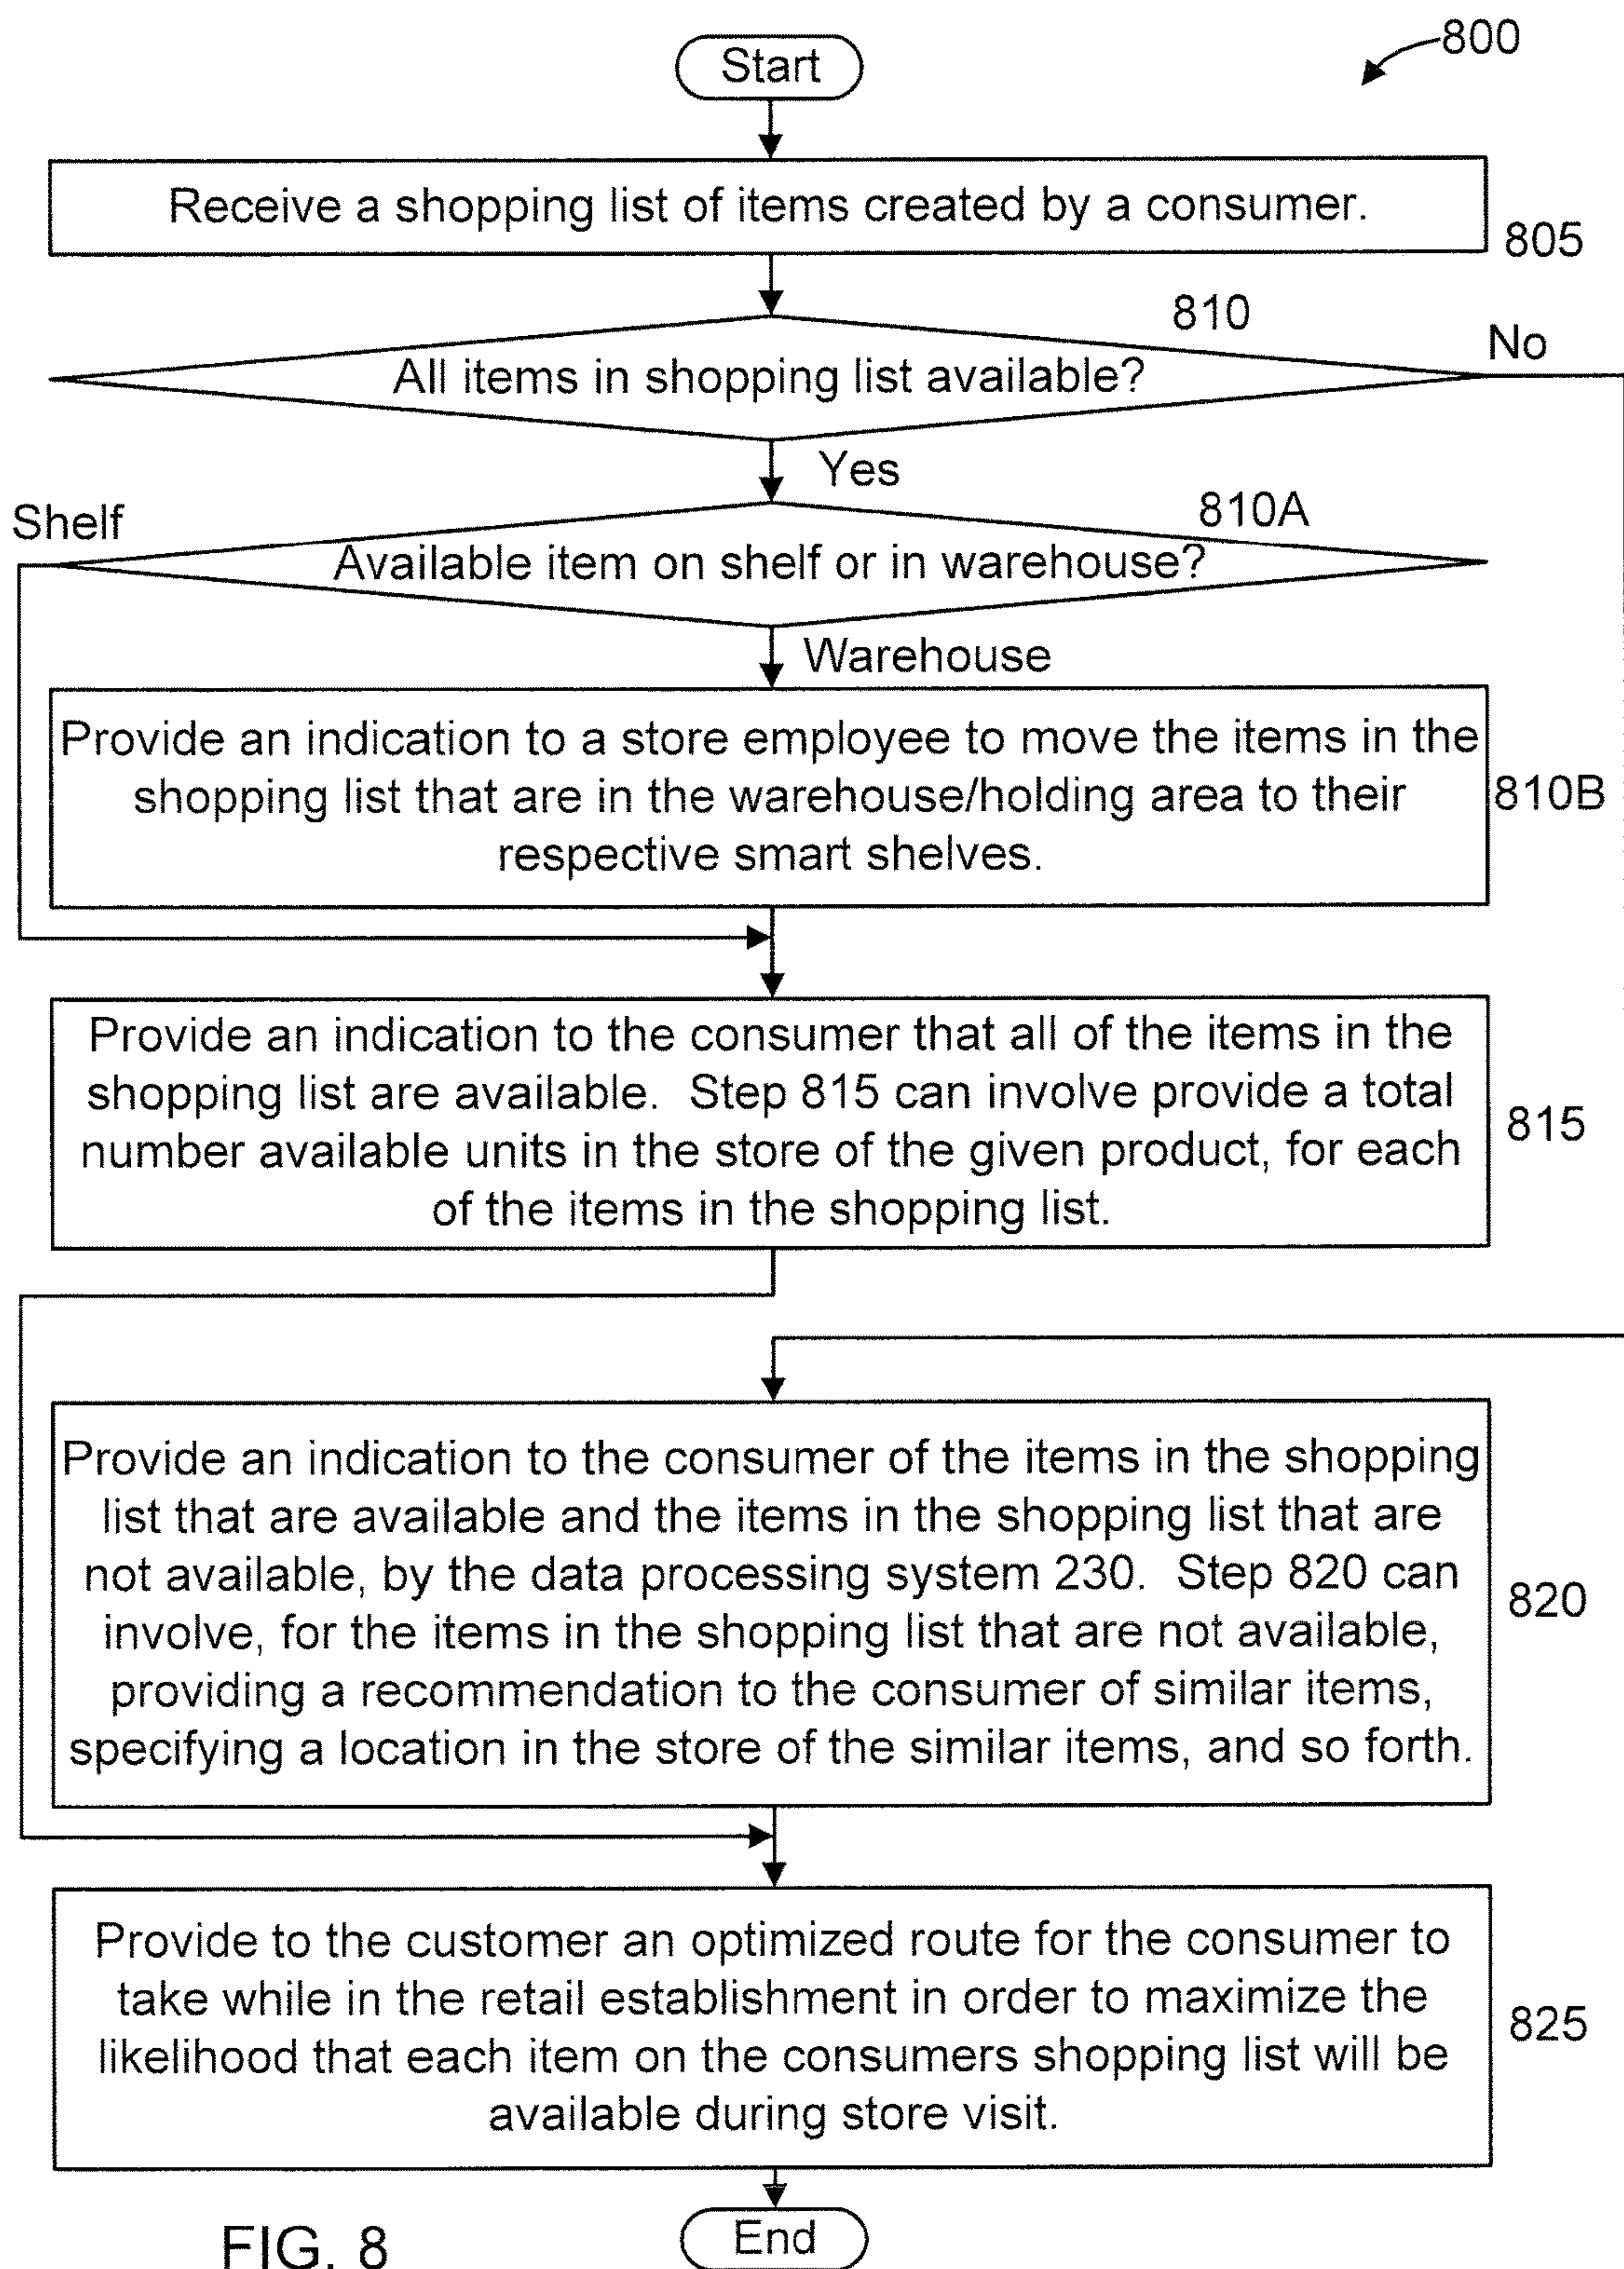 800
Start
Receive a shopping list of items created by a consumer.
805
810
No
All items in shopping list available?
Yes
810A
Shelf
Available item on shelf or in warehouse?
Warehouse
Provide an indication to a store employee to move the items in the
shopping list that are in the warehouse/holding area to their
respective smart shelves.
810B
Provide an indication to the consumer that all of the items in the
shopping list are available. Step 815 can involve provide a total
number available units in the store of the given product, for each
of the items in the shopping list.
815
Provide an indication to the consumer of the items in the shopping
list that are available and the items in the shopping list that are
not available, by the data processing system 230. Step 820 can
involve, for the items in the shopping list that are not available,
providing a recommendation to the consumer of similar items,
specifying a location in the store of the similar items, and so forth.
820
Provide to the customer an optimized route for the consumer to
take while in the retail establishment in order to maximize the
likelihood that each item on the consumers shopping list will be
available during store visit.
825
End
FIG. 8